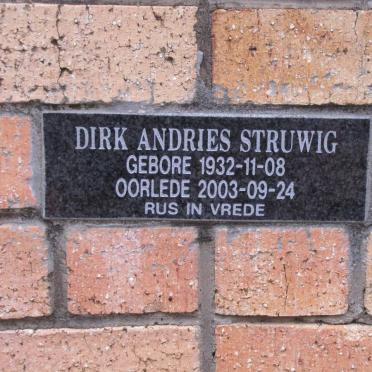 DIRK ANDRIES STRUWIG
GEBORE 1932-11-08
OORLEDE 2003-09-24
RUS IN VREDE